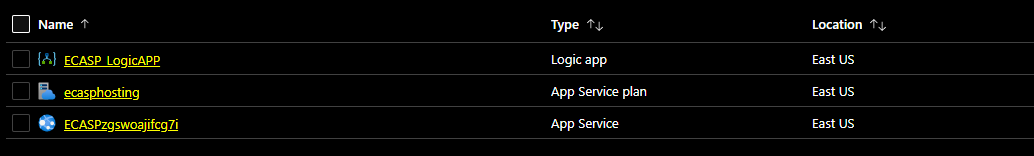 Name ↑ Type ↑↓ Location ↑↓
ECASP_LogicAPP Logic app East US
ecasphosting App Service plan East US
ECASPzgswoajifcg7i App Service East US